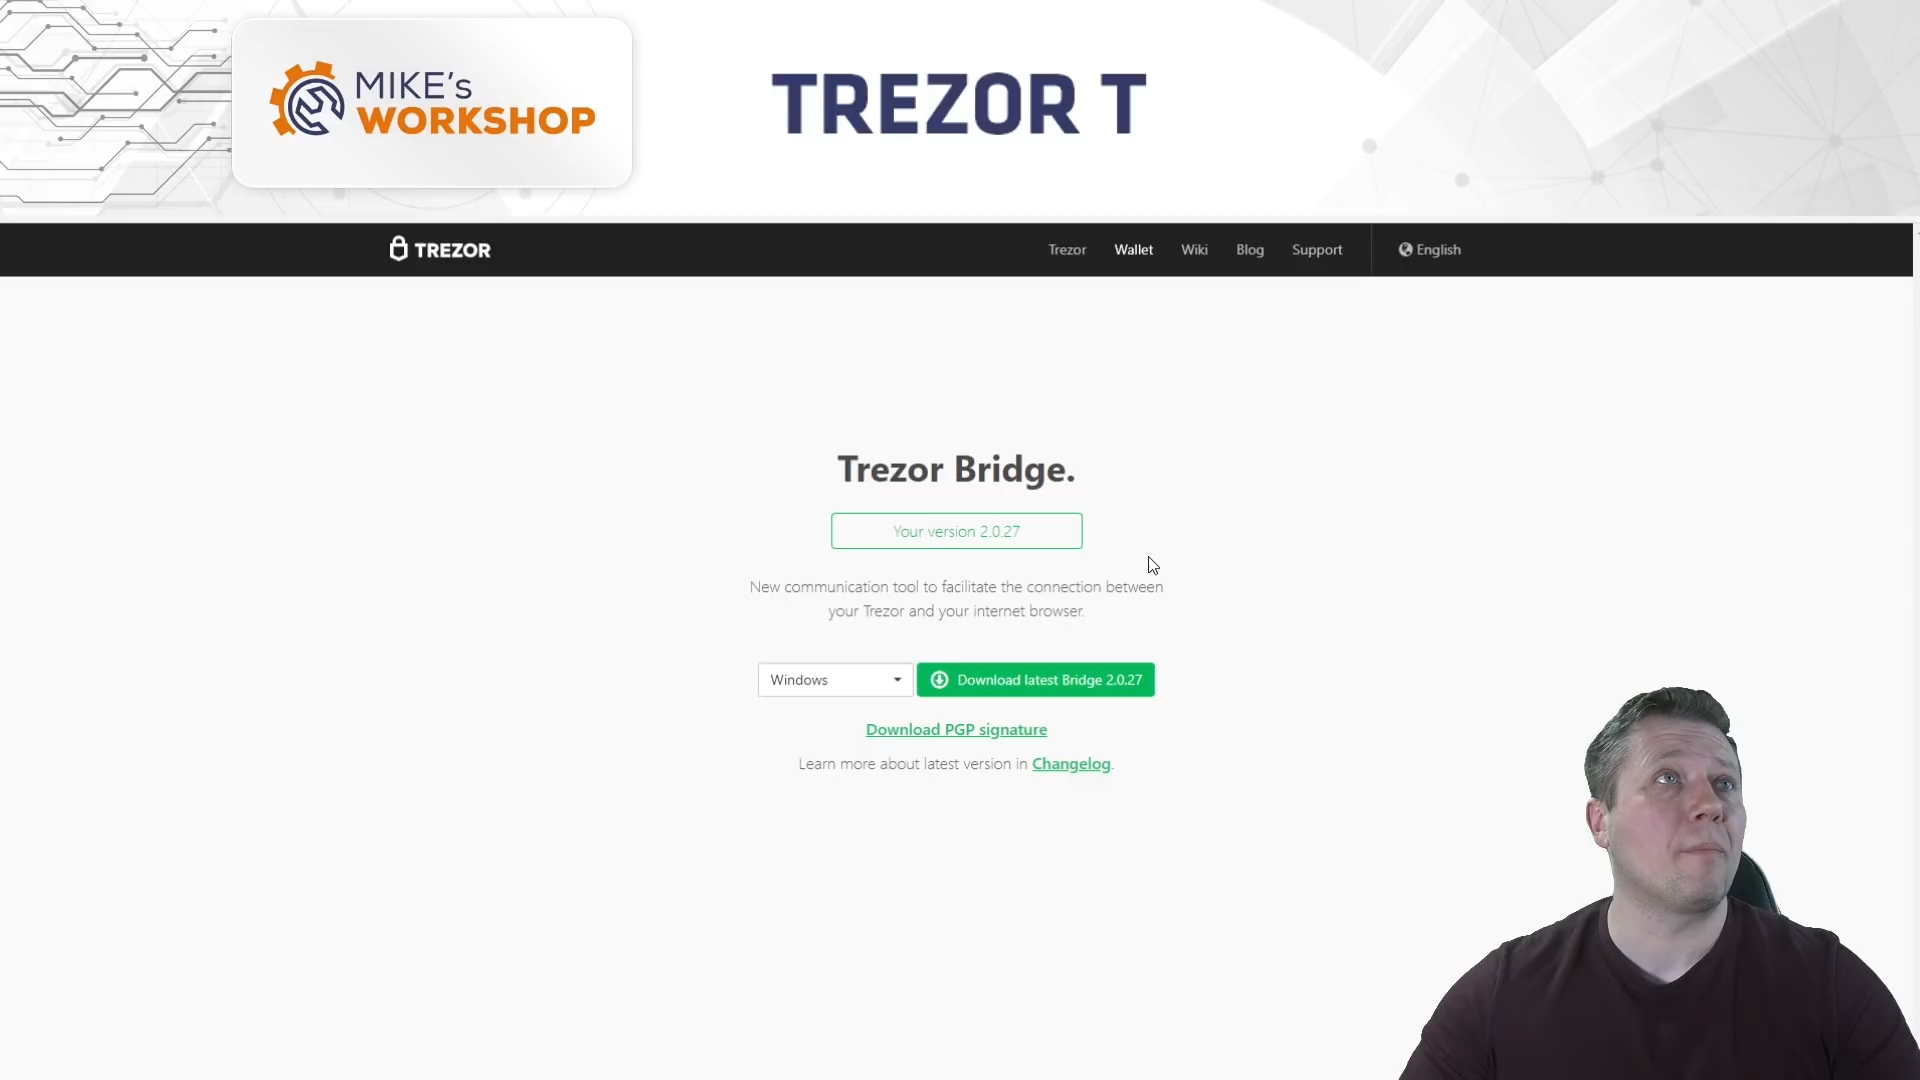 MIKE's
WORKSHOP
TREZOR T
TREZOR
Trezor Wallet Wiki Blog Support English
Trezor Bridge.
Your version 2.0.27
New communication tool to facilitate the connection between
your Trezor and your internet browser.
Windows
Download latest Bridge 2.0.27
Download PGP signature
Learn more about latest version in Changelog.